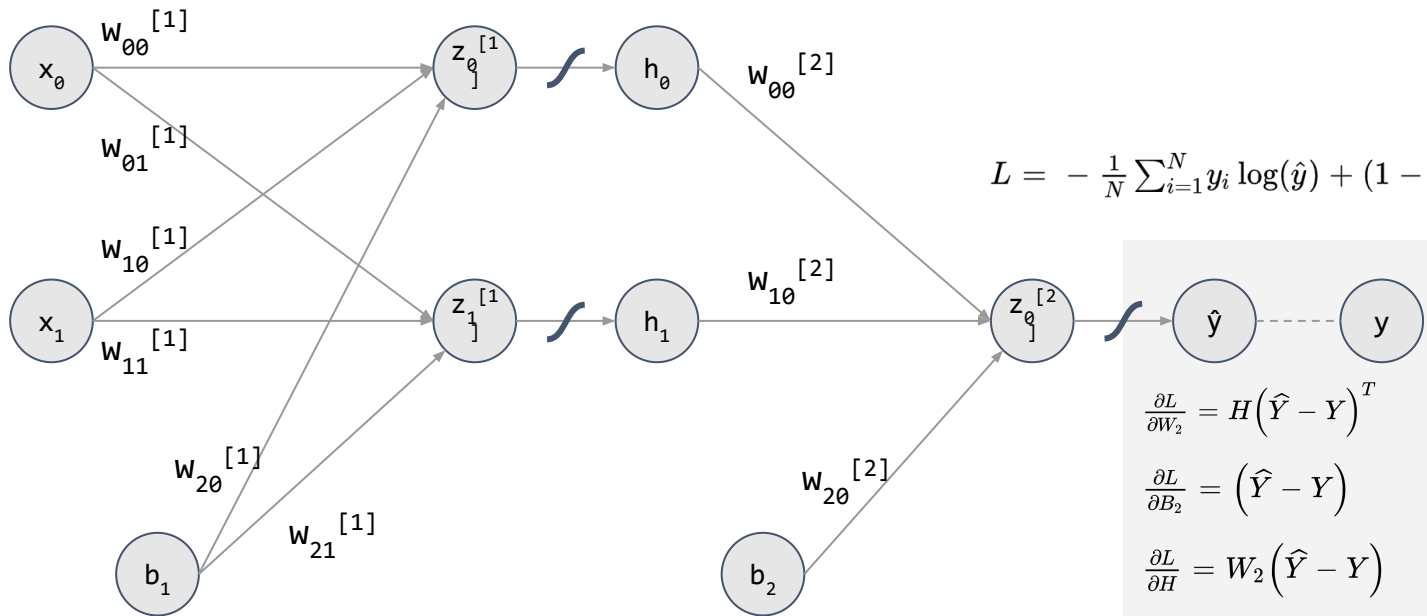 W₀₀[1]
x₀
z₀[1]
h₀
W₀₀[2]
W₀₁[1]
L = − 1/N ∑ᵢ₌₁ᴺ yᵢ log(ŷ) + (1 −
W₁₀[1]
W₁₀[2]
x₁
z₁[1]
h₁
z₀[2]
ŷ
y
W₁₁[1]
∂L/∂W₂ = H(Ŷ − Y)ᵀ
W₂₀[1]
W₂₀[2]
∂L/∂B₂ = (Ŷ − Y)
W₂₁[1]
b₁
b₂
∂L/∂H = W₂(Ŷ − Y)